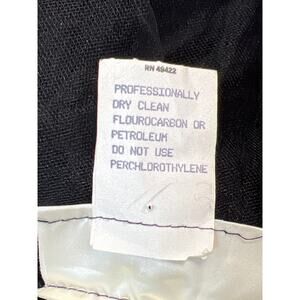 RN 49422
PROFESSIONALLY
DRY CLEAN
FLOUROCARBON OR
PETROLEUM
DO NOT USE
PERCHLOROTHYLENE